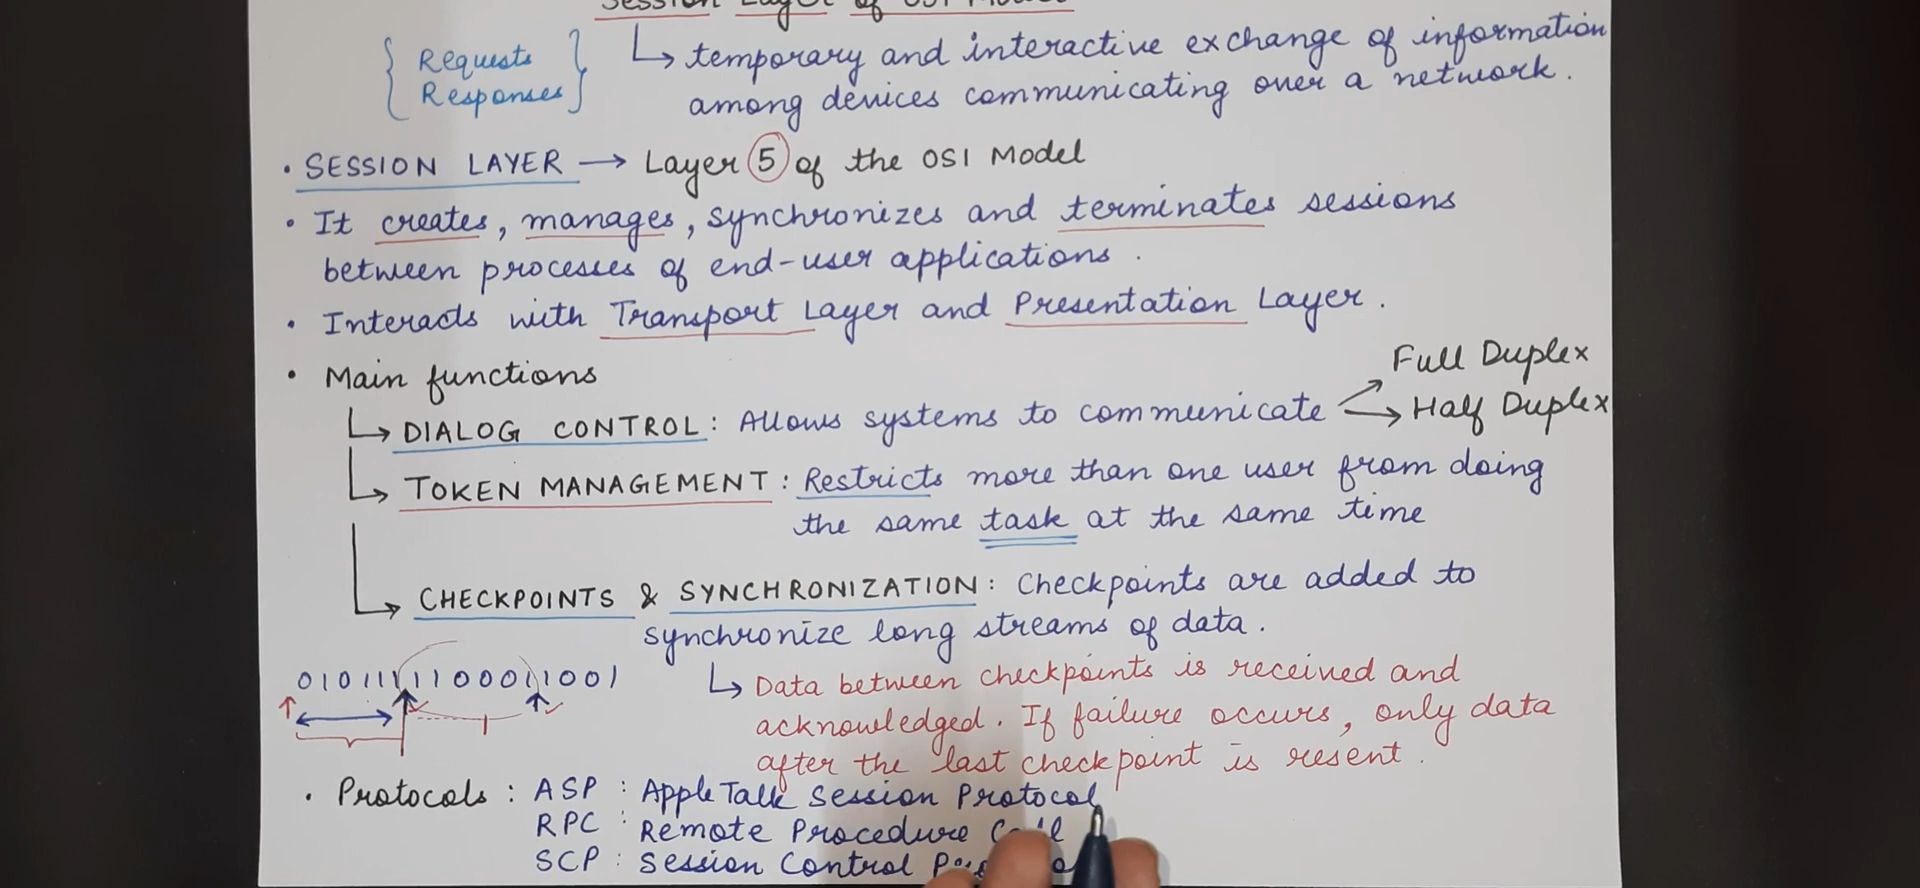 Session Layer of OSI Model
{ Requests
Responses }
↳ temporary and interactive exchange of information
among devices communicating over a network.
• SESSION LAYER → Layer 5 of the OSI Model
• It creates, manages, synchronizes and terminates sessions
between processes of end-user applications.
• Interacts with Transport Layer and Presentation Layer.
• Main functions
↳ DIALOG CONTROL: Allows systems to communicate
Full Duplex
Half Duplex
↳ TOKEN MANAGEMENT: Restricts more than one user from doing
the same task at the same time
↳ CHECKPOINTS & SYNCHRONIZATION: Checkpoints are added to
synchronize long streams of data.
↳ Data between checkpoints is received and
acknowledged. If failure occurs, only data
after the last checkpoint is resent.
• Protocols: ASP: AppleTalk Session Protocol
RPC: Remote Procedure
SCP: Session Control